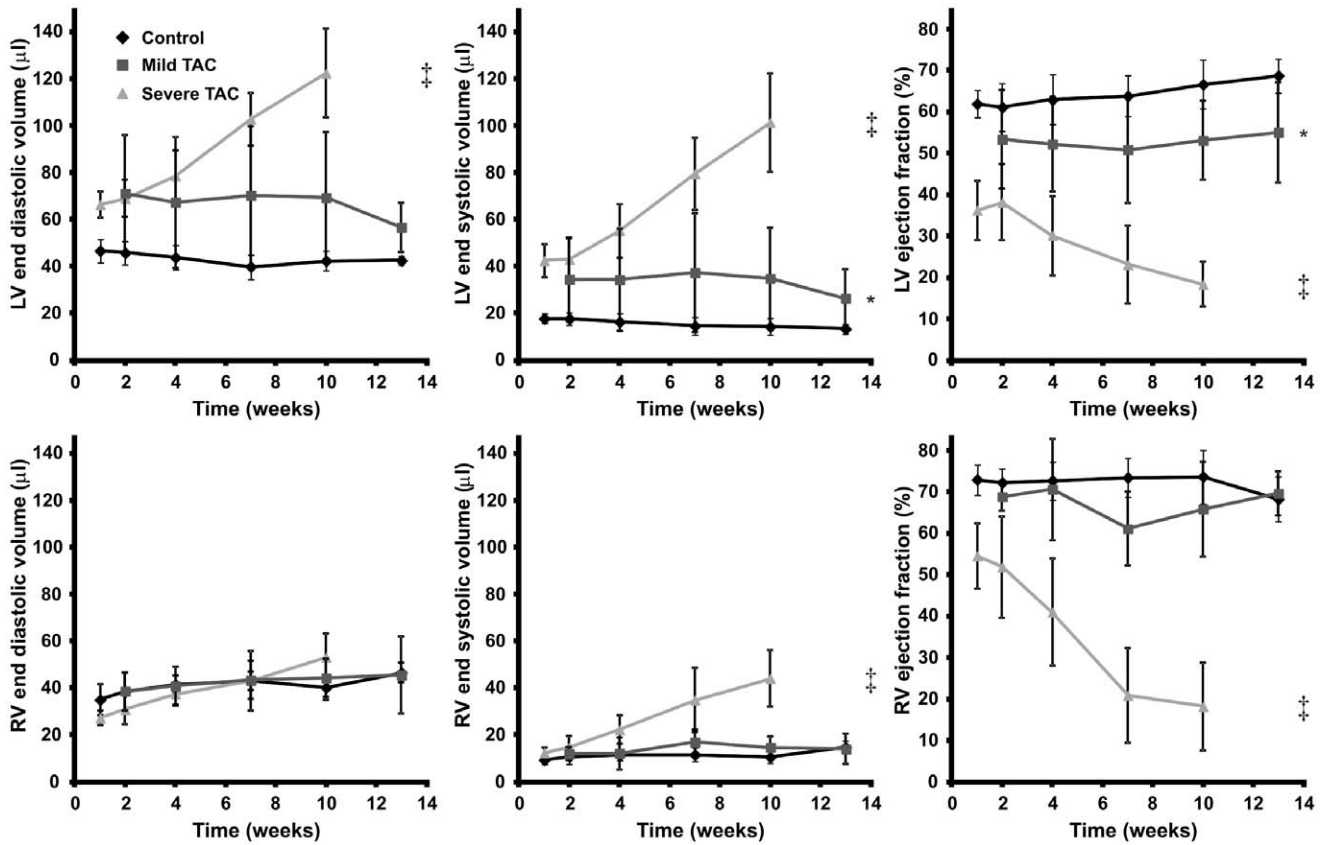 LV end diastolic volume (μl)
140
120
100
80
60
40
20
0
Control
Mild TAC
Severe TAC
‡
0 2 4 6 8 10 12 14
Time (weeks)
LV end systolic volume (μl)
140
120
100
80
60
40
20
0
‡
*
0 2 4 6 8 10 12 14
Time (weeks)
LV ejection fraction (%)
80
70
60
50
40
30
20
10
0
*
‡
0 2 4 6 8 10 12 14
Time (weeks)
RV end diastolic volume (μl)
140
120
100
80
60
40
20
0
0 2 4 6 8 10 12 14
Time (weeks)
RV end systolic volume (μl)
140
120
100
80
60
40
20
0
‡
0 2 4 6 8 10 12 14
Time (weeks)
RV ejection fraction (%)
80
70
60
50
40
30
20
10
0
‡
0 2 4 6 8 10 12 14
Time (weeks)